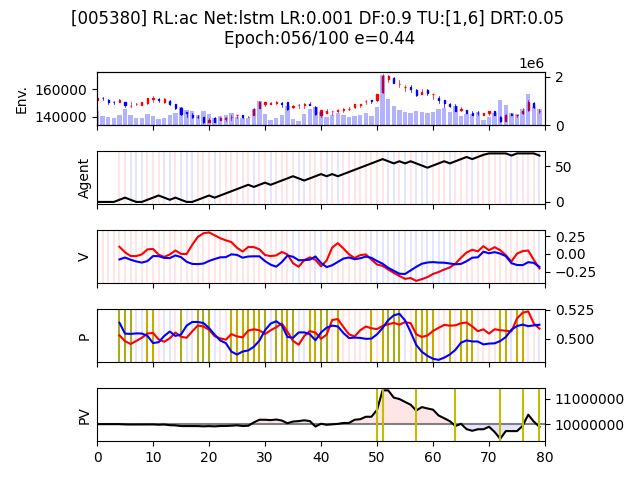 [005380] RL:ac Net:lstm LR:0.001 DF:0.9 TU:[1,6] DRT:0.05
Epoch:056/100 e=0.44
1e6
Env.
160000
140000
2
0
Agent
50
0
V
0.25
0.00
−0.25
P
0.525
0.500
PV
11000000
10000000
0 10 20 30 40 50 60 70 80